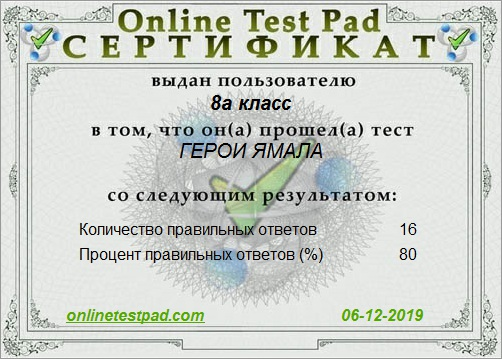 Online Test Pad
СЕРТИФИКАТ
выдан пользователю
8а класс
в том, что он(а) прошел(а) тест
ГЕРОИ ЯМАЛА
со следующим результатом:
Количество правильных ответов 16
Процент правильных ответов (%) 80
onlinetestpad.com 06-12-2019